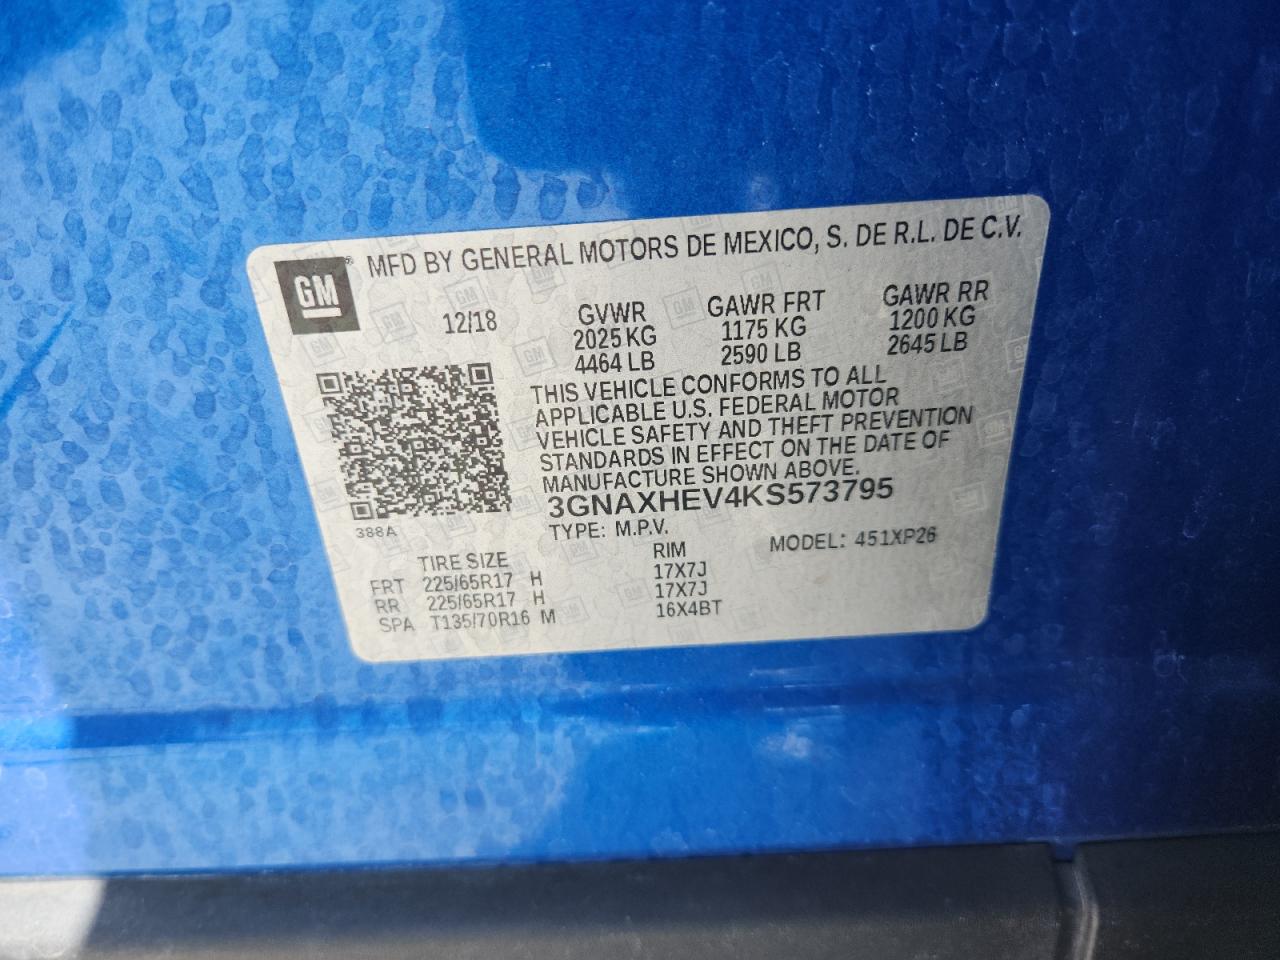 GM
MFD BY GENERAL MOTORS DE MEXICO, S. DE R.L. DE C.V.
12/18
GVWR GAWR FRT GAWR RR
2025 KG 1175 KG 1200 KG
4464 LB 2590 LB 2645 LB
THIS VEHICLE CONFORMS TO ALL
APPLICABLE U.S. FEDERAL MOTOR
VEHICLE SAFETY AND THEFT PREVENTION
STANDARDS IN EFFECT ON THE DATE OF
MANUFACTURE SHOWN ABOVE.
3GNAXHEV4KS573795
388A
TYPE: M.P.V. MODEL: 451XP26
TIRE SIZE RIM
FRT 225/65R17 H 17X7J
RR 225/65R17 H 17X7J
SPA T135/70R16 M 16X4BT